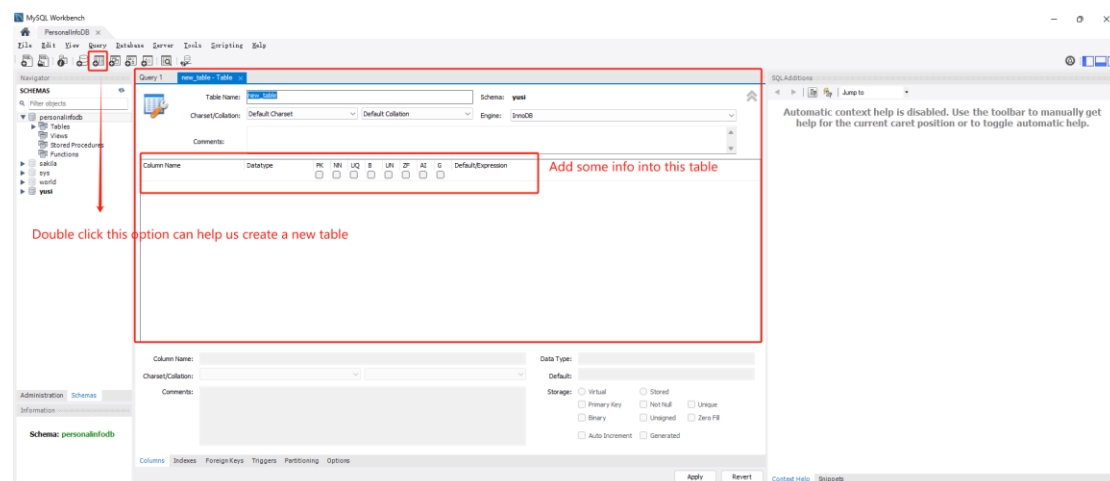 MySQL Workbench
PersonalInfoDB ×
File Edit View Query Database Server Tools Scripting Help
Navigator
SCHEMAS
Filter objects
personalinfodb
Tables
Views
Stored Procedures
Functions
sakila
sys
world
yusi
Administration Schemas
Information
Schema: personalinfodb
Query 1 new_table - Table ×
Table Name: new_table Schema: yusi
Charset/Collation: Default Charset Default Collation Engine: InnoDB
Comments:
Column Name Datatype PK NN UQ B UN ZF AI G Default/Expression
Add some info into this table
Double click this option can help us create a new table
Column Name: Data Type:
Charset/Collation: Default:
Comments: Storage: Virtual Stored
Primary Key Not Null Unique
Binary Unsigned Zero Fill
Auto Increment Generated
Columns Indexes Foreign Keys Triggers Partitioning Options
Apply Revert
SQLAdditions
Jump to
Automatic context help is disabled. Use the toolbar to manually get
help for the current caret position or to toggle automatic help.
Context Help Snippets